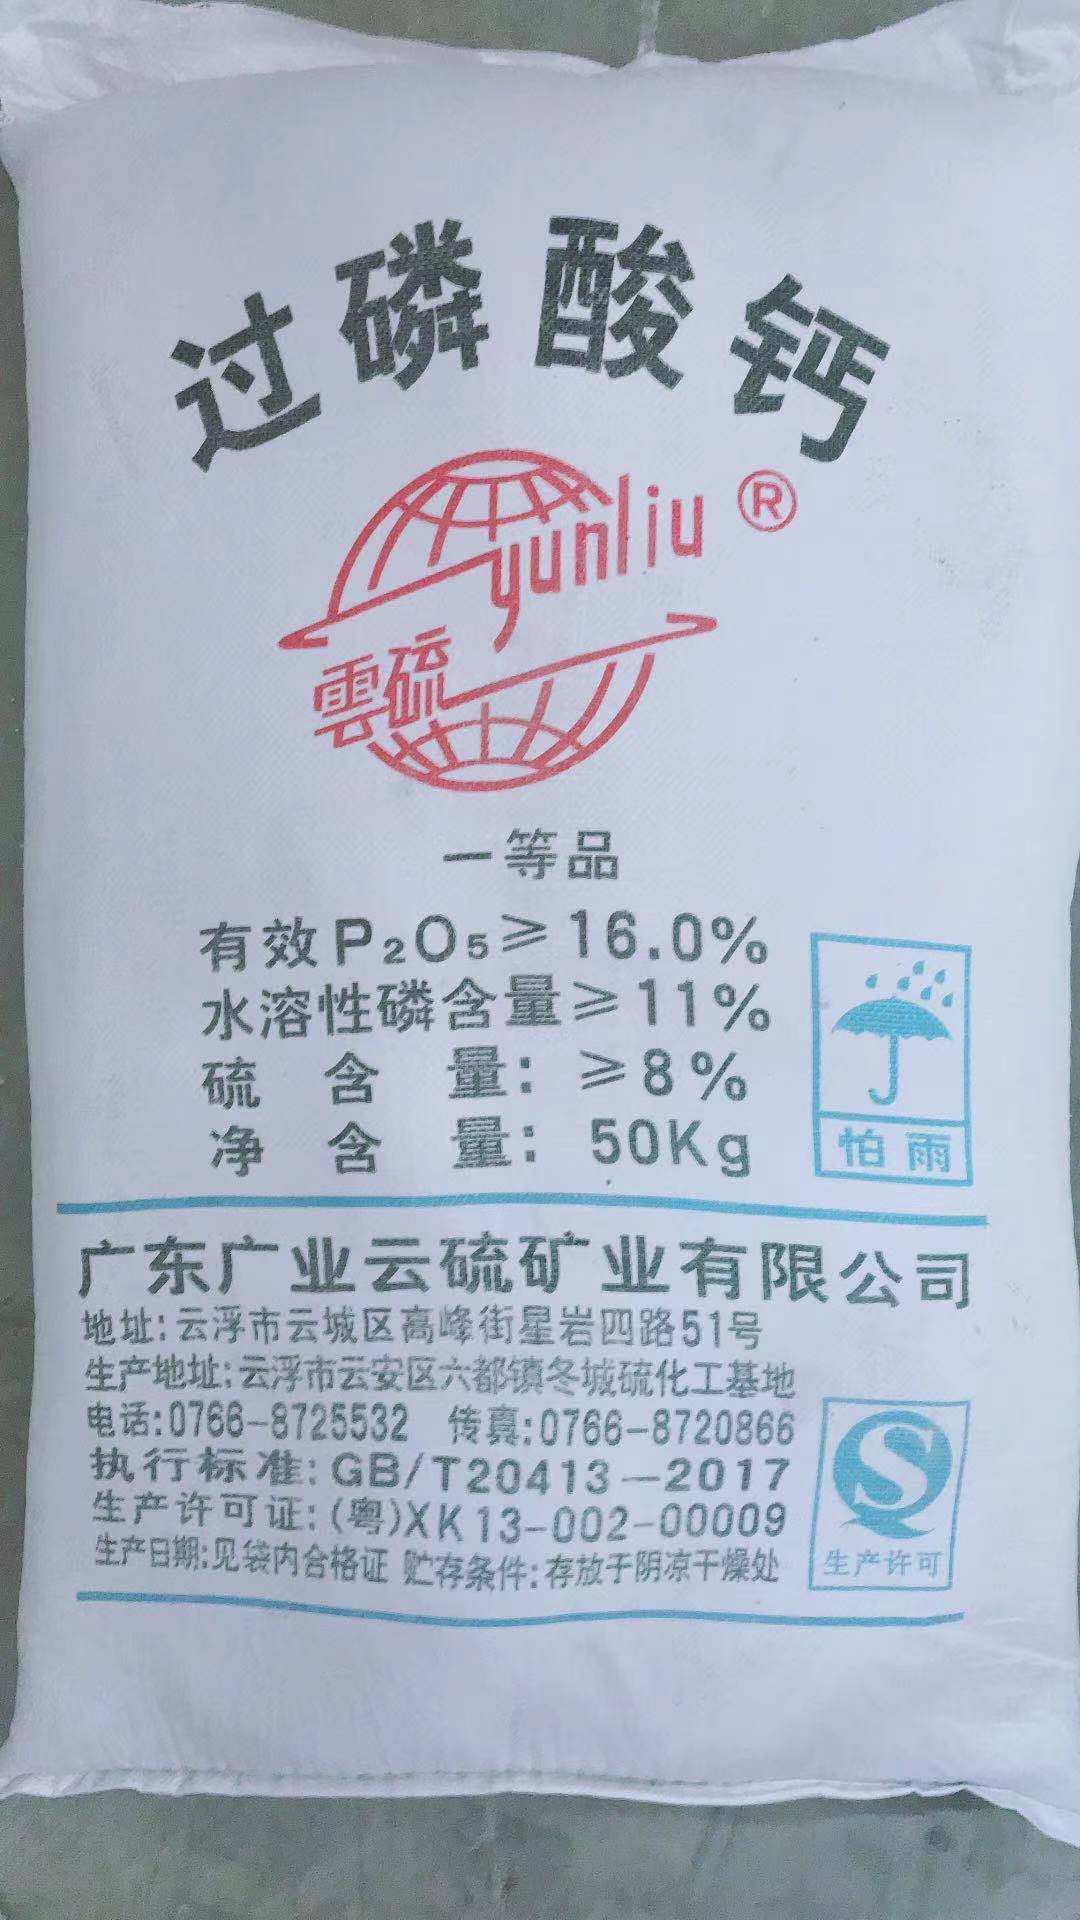 过磷酸钙
yunliu ®
雲硫
一等品
有效P₂O₅≥16.0%
水溶性磷含量≥11%
硫含量：≥8%
净含量：50Kg
怕雨
广东广业云硫矿业有限公司
地址：云浮市云城区高峰街星岩四路51号
生产地址：云浮市云安区六都镇冬城硫化工基地
电话：0766-8725532 传真：0766-8720866
执行标准：GB/T20413-2017
生产许可证：(粤)XK13-002-00009
生产日期：见袋内合格证 贮存条件：存放于阴凉干燥处
生产许可